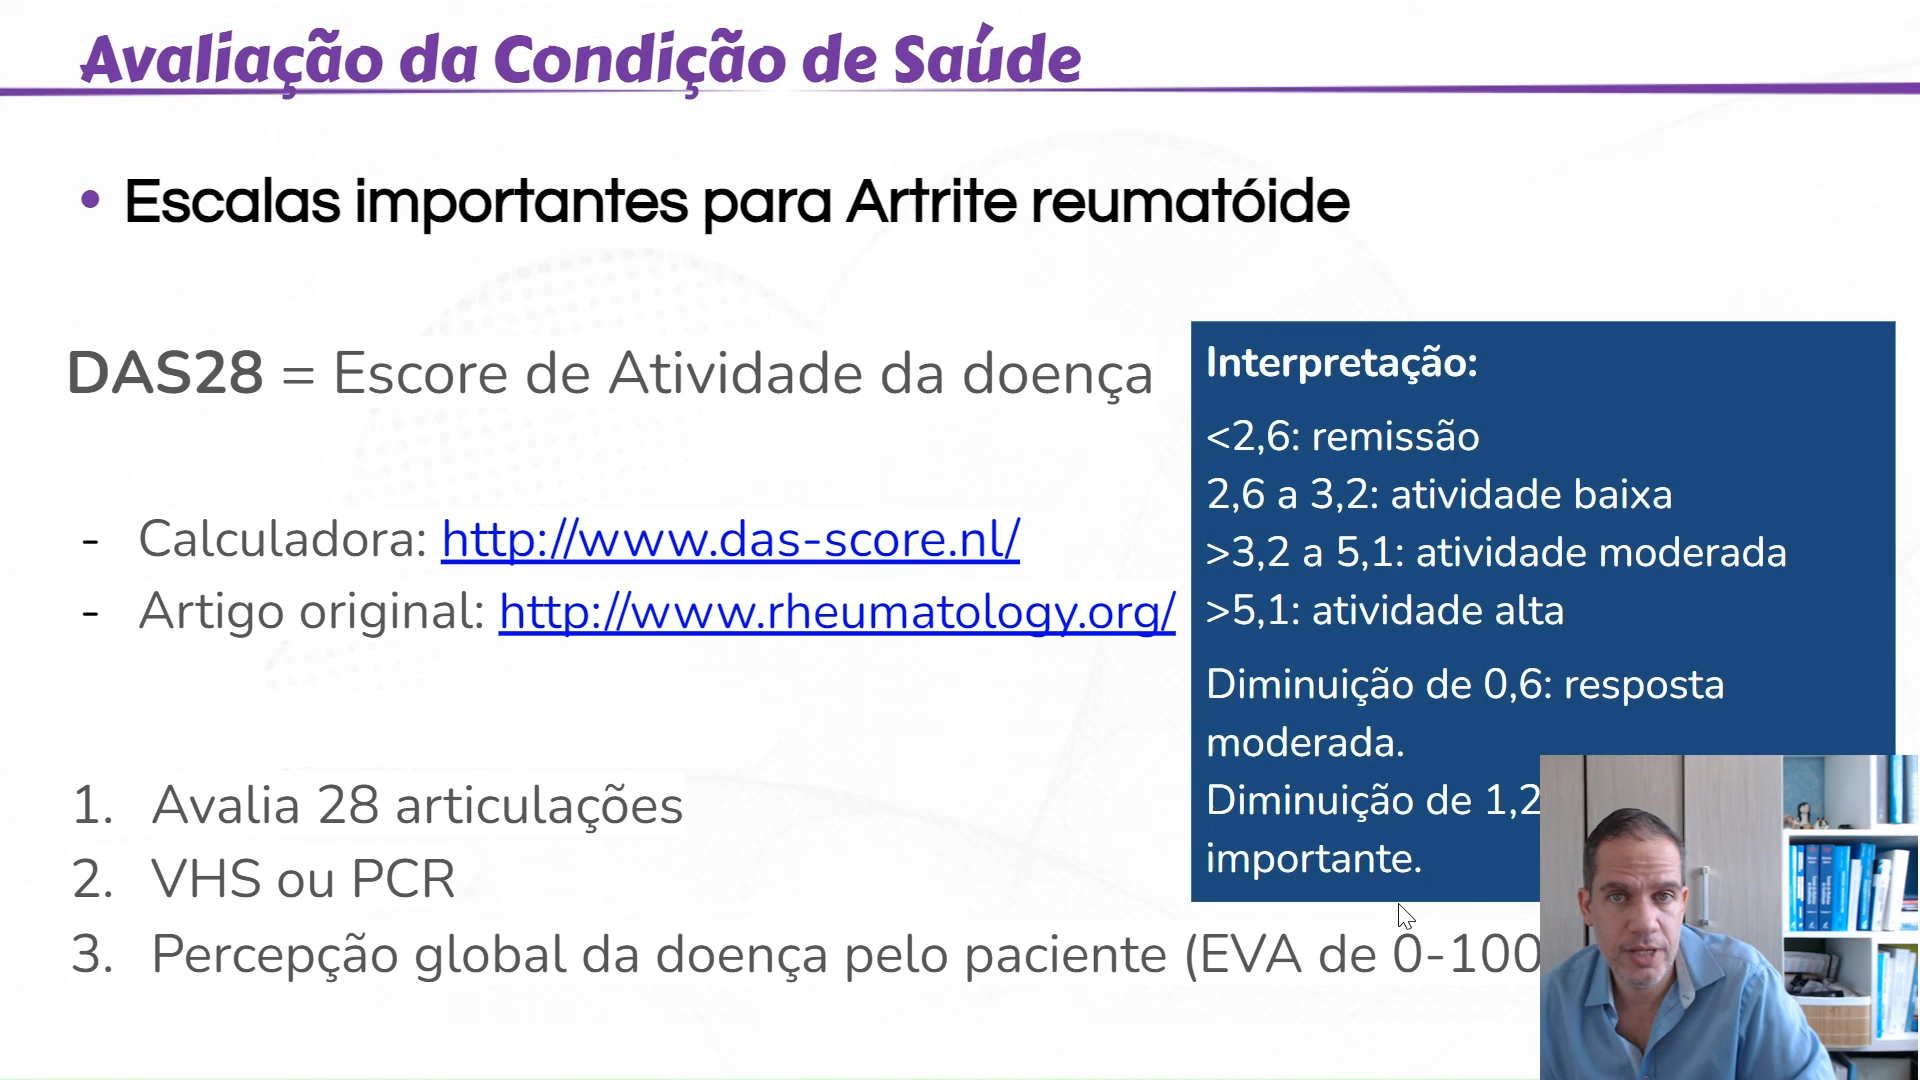 Avaliação da Condição de Saúde
• Escalas importantes para Artrite reumatóide
DAS28 = Escore de Atividade da doença
- Calculadora: http://www.das-score.nl/
- Artigo original: http://www.rheumatology.org/
1. Avalia 28 articulações
2. VHS ou PCR
3. Percepção global da doença pelo paciente (EVA de 0-100
Interpretação:
<2,6: remissão
2,6 a 3,2: atividade baixa
>3,2 a 5,1: atividade moderada
>5,1: atividade alta
Diminuição de 0,6: resposta
moderada.
Diminuição de 1,2
importante.